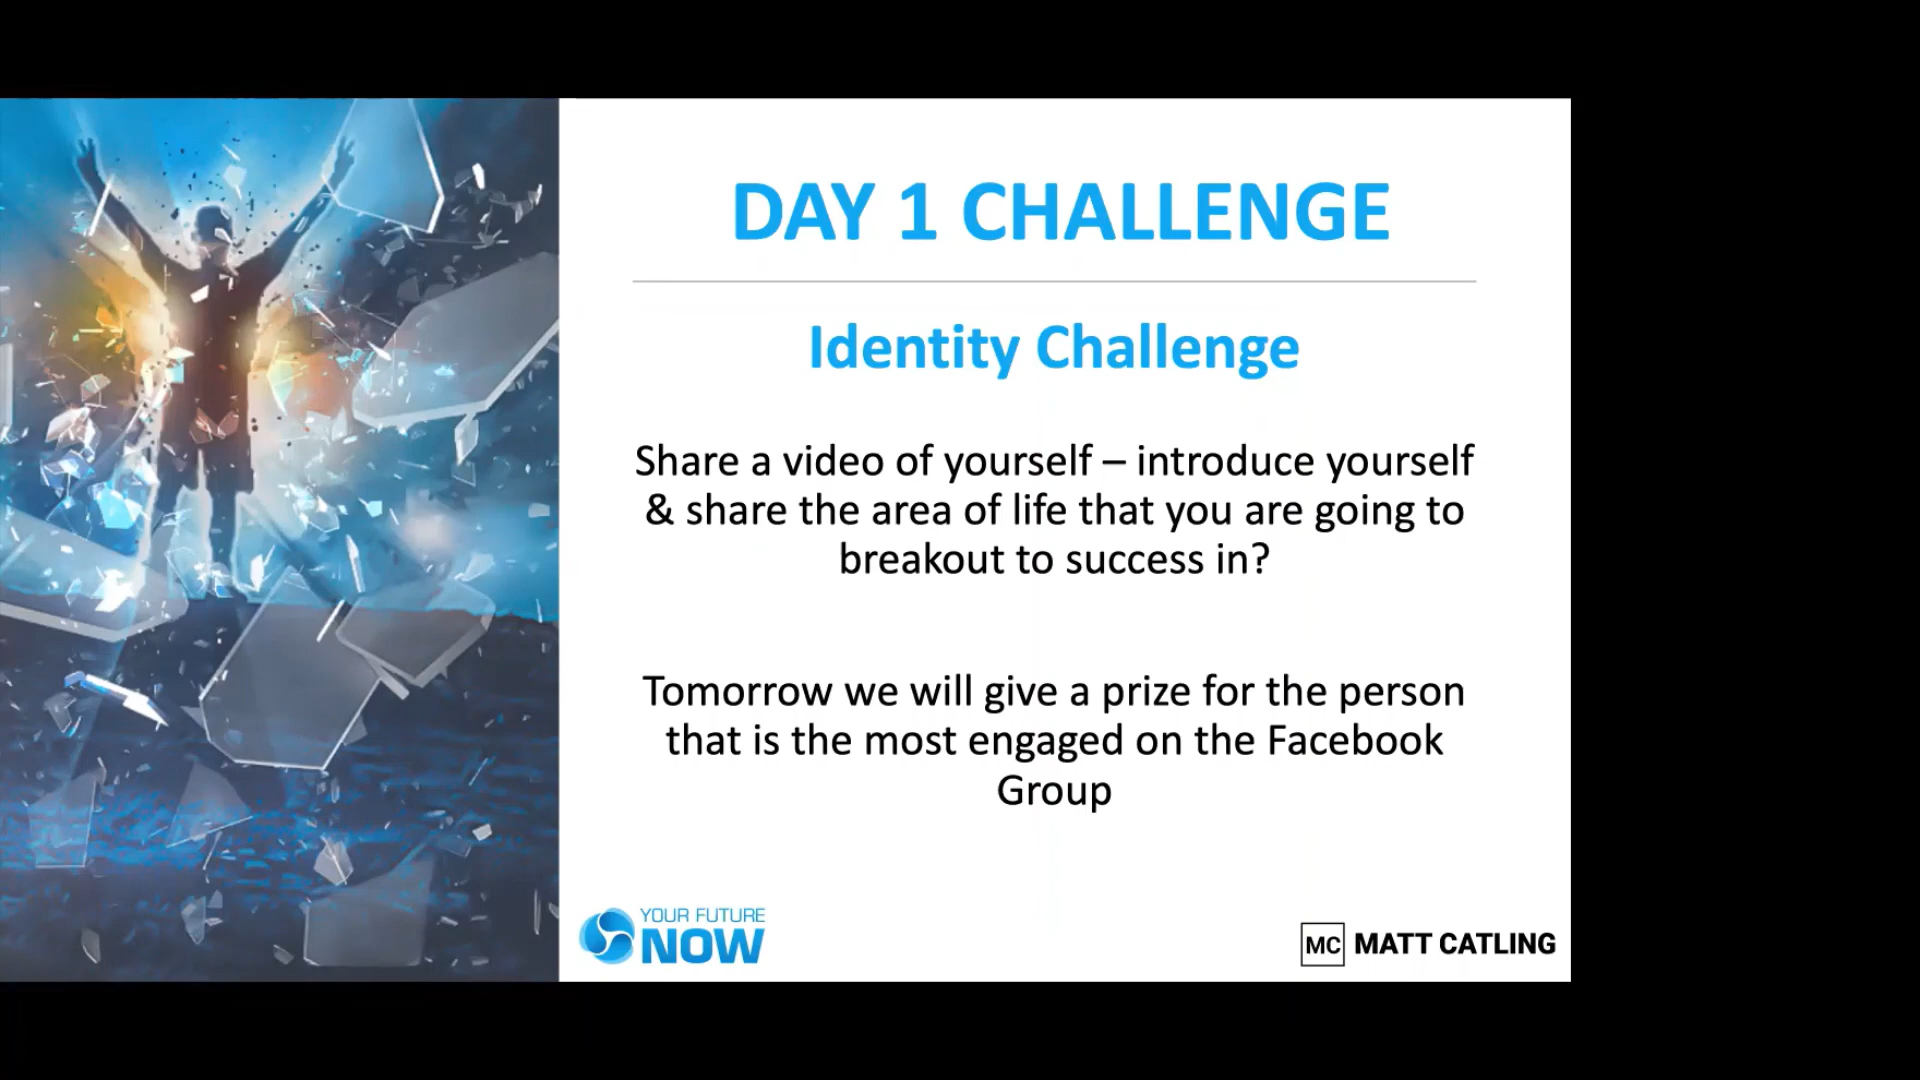 DAY 1 CHALLENGE
Identity Challenge
Share a video of yourself – introduce yourself
& share the area of life that you are going to
breakout to success in?
Tomorrow we will give a prize for the person
that is the most engaged on the Facebook
Group
YOUR FUTURE
NOW
MC MATT CATLING